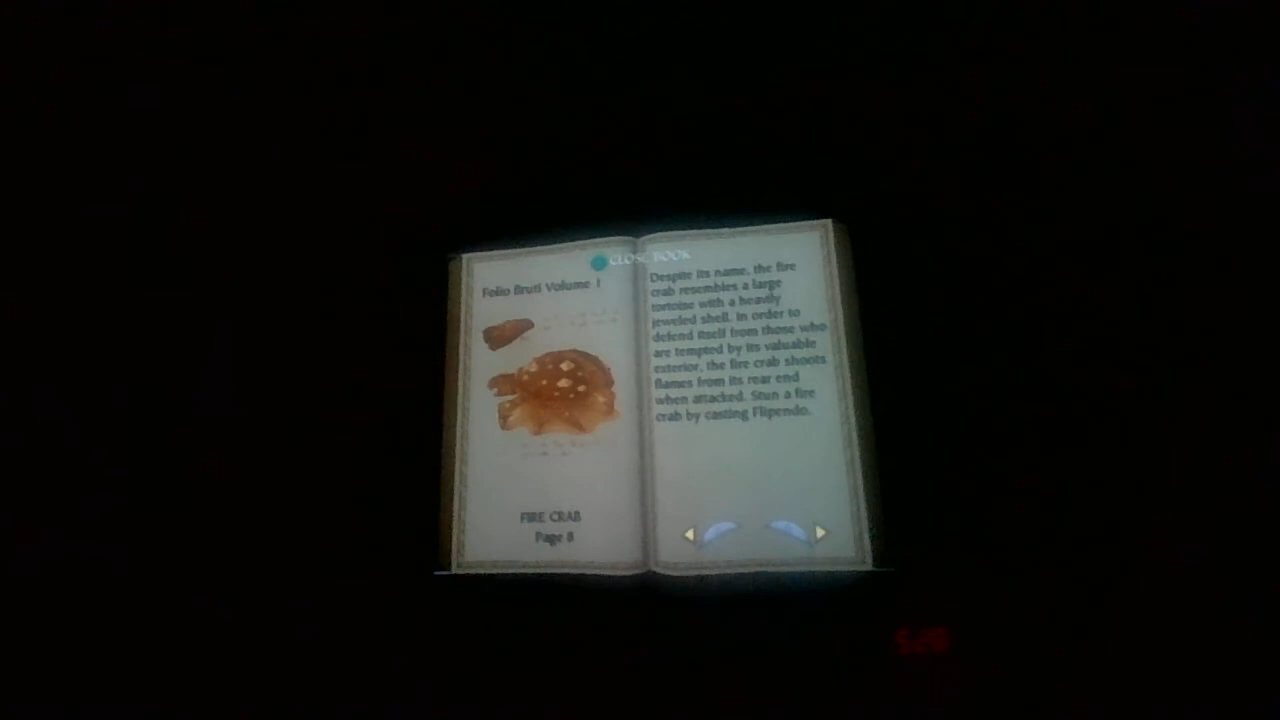 CLOSE BOOK
Folio Bruti Volume 1
FIRE CRAB
Page 8
Despite its name, the fire
crab resembles a large
tortoise with a heavily
jeweled shell. In order to
defend itself from those who
are tempted by its valuable
exterior, the fire crab shoots
flames from its rear end
when attacked. Stun a fire
crab by casting Flipendo.